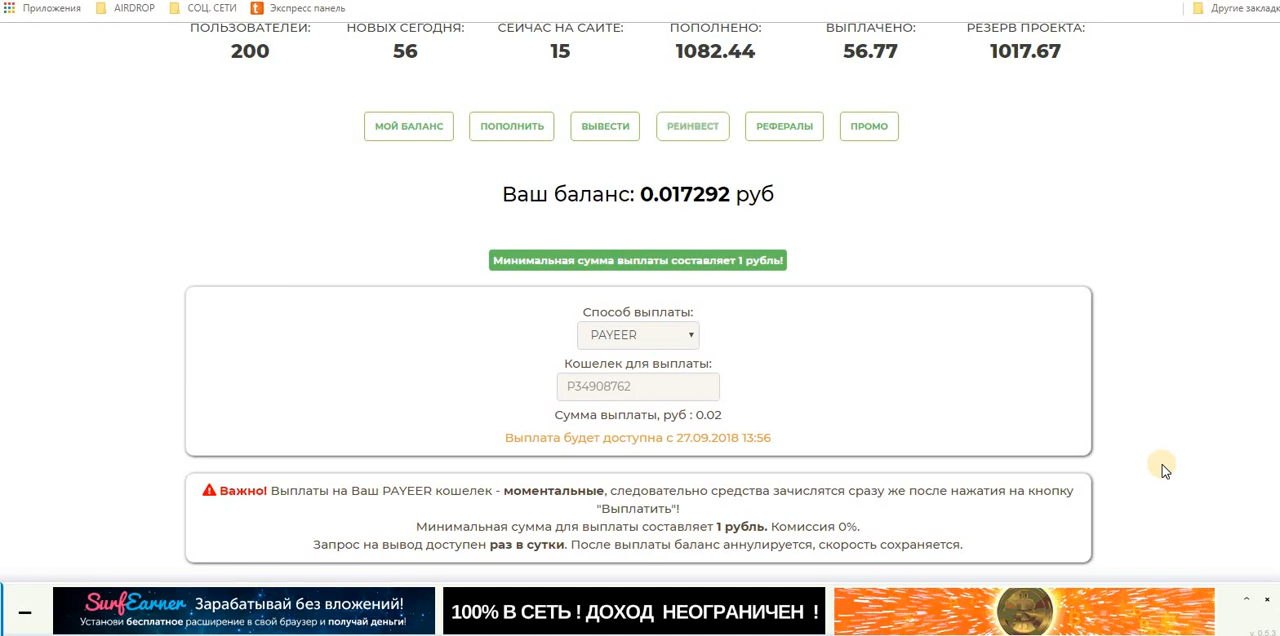 Приложения AIRDROP СОЦ. СЕТИ Экспресс панель Другие заклад
ПОЛЬЗОВАТЕЛЕЙ: НОВЫХ СЕГОДНЯ: СЕЙЧАС НА САЙТЕ: ПОПОЛНЕНО: ВЫПЛАЧЕНО: РЕЗЕРВ ПРОЕКТА:
200 56 15 1082.44 56.77 1017.67
МОЙ БАЛАНС ПОПОЛНИТЬ ВЫВЕСТИ РЕИНВЕСТ РЕФЕРАЛЫ ПРОМО
Ваш баланс: 0.017292 руб
Минимальная сумма выплаты составляет 1 рубль!
Способ выплаты:
PAYEER
Кошелек для выплаты:
P34908762
Сумма выплаты, руб : 0.02
Выплата будет доступна с 27.09.2018 13:56
Важно! Выплаты на Ваш PAYEER кошелек - моментальные, следовательно средства зачислятся сразу же после нажатия на кнопку
"Выплатить"!
Минимальная сумма для выплаты составляет 1 рубль. Комиссия 0%.
Запрос на вывод доступен раз в сутки. После выплаты баланс аннулируется, скорость сохраняется.
SurfEarner Зарабатывай без вложений!
Установи бесплатное расширение в свой браузер и получай деньги!
100% В СЕТЬ ! ДОХОД НЕОГРАНИЧЕН !
v. 0.5.3